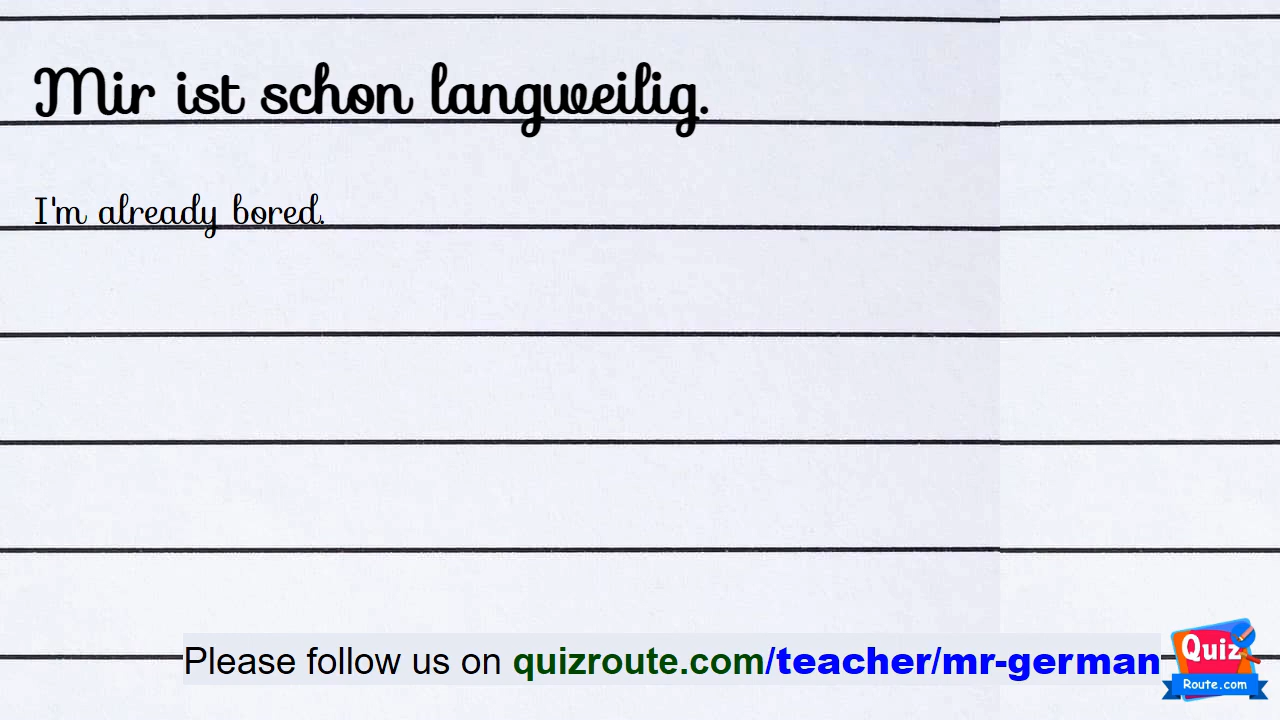 Mir ist schon langweilig.
I'm already bored.
Please follow us on quizroute.com/teacher/mr-german
Quiz
Route.com